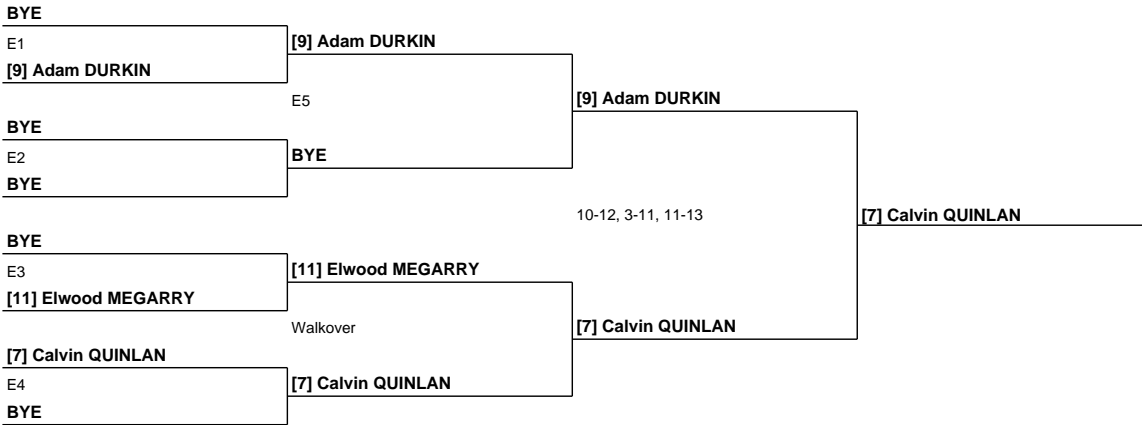 BYE
E1
[9] Adam DURKIN
[9] Adam DURKIN
E5
[9] Adam DURKIN
BYE
E2
BYE
BYE
10-12, 3-11, 11-13
[7] Calvin QUINLAN
BYE
E3
[11] Elwood MEGARRY
[11] Elwood MEGARRY
Walkover
[7] Calvin QUINLAN
[7] Calvin QUINLAN
E4
[7] Calvin QUINLAN
BYE